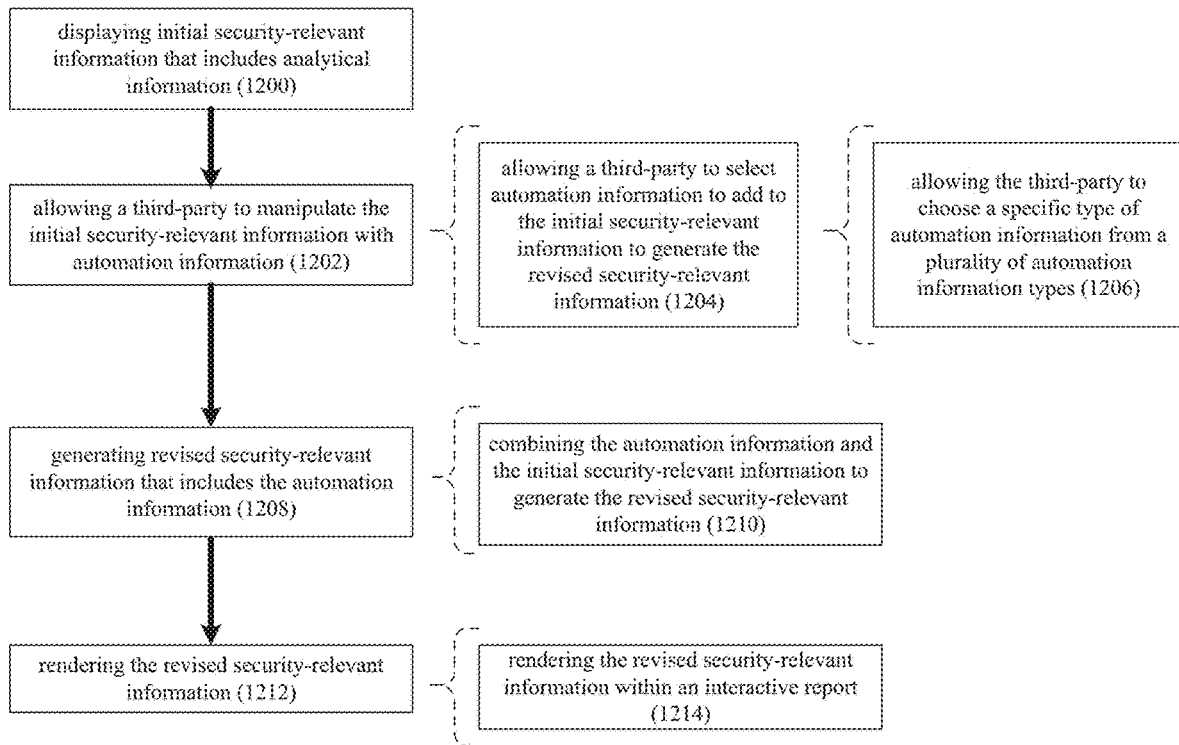 displaying initial security-relevant
information that includes analytical
information (1200)
allowing a third-party to manipulate the
initial security-relevant information with
automation information (1202)
allowing a third-party to select
automation information to add to
the initial security-relevant
information to generate the
revised security-relevant
information (1204)
allowing the third-party to
choose a specific type of
automation information from a
plurality of automation
information types (1206)
generating revised security-relevant
information that includes the automation
information (1208)
combining the automation information and
the initial security-relevant information to
generate the revised security-relevant
information (1210)
rendering the revised security-relevant
information (1212)
rendering the revised security-relevant
information within an interactive report
(1214)